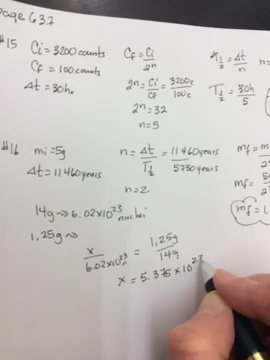 page 637
#15 Ci = 3200 counts
Cf = 100 counts
Δt = 30h
Cf = Ci / 2ⁿ
2ⁿ = Ci / Cf = 3200c / 100c
2ⁿ = 32
n = 5
T½ = Δt / n
T½ = 30h / 5
#16 mi = 5g
Δt = 11460 years
n = Δt / T½ = 11460 years / 5730 years
n = 2
mf =
mf =
mf = 1.
14g → 6.02 x 10²³ nuclei
1.25g →
x / 6.02x10²³ = 1.25g / 14g
x = 5.375 x 10²²